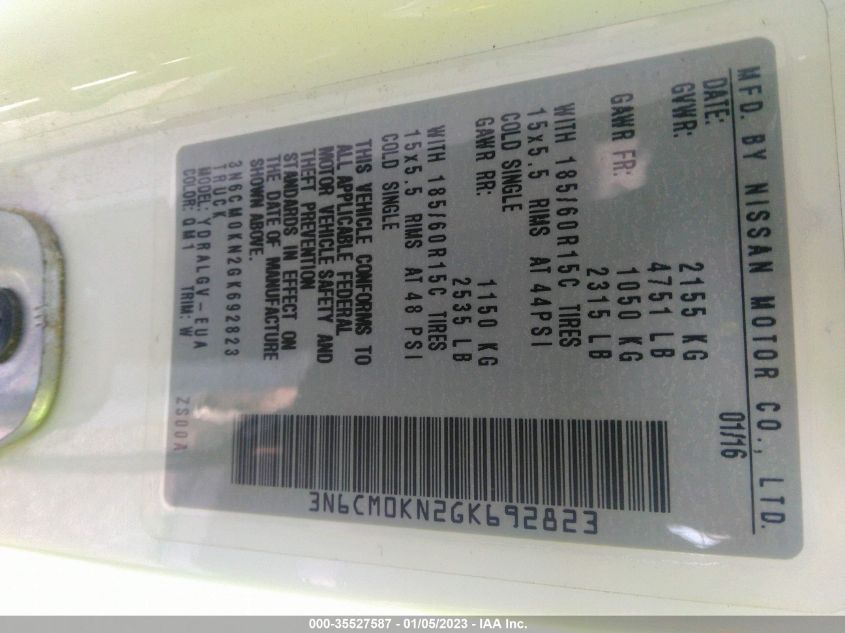 MFD. BY NISSAN MOTOR CO., LTD.
DATE: 01/16
GVWR: 2155 KG
4751 LB
GAWR FR: 1050 KG
2315 LB
WITH 185/60R15C TIRES
15x5.5 RIMS AT 44PSI
COLD SINGLE
GAWR RR: 1150 KG
2535 LB
WITH 185/60R15C TIRES
15x5.5 RIMS AT 48 PSI
COLD SINGLE
THIS VEHICLE CONFORMS TO
ALL APPLICABLE FEDERAL
MOTOR VEHICLE SAFETY AND
THEFT PREVENTION
STANDARDS IN EFFECT ON
THE DATE OF MANUFACTURE
SHOWN ABOVE.
3N6CM0KN2GK692823
TRUCK
MODEL: YDRALGV-EUA
COLOR: QM1 TRIM: W ZS00A
3N6CM0KN2GK692823
000-35527587 - 01/05/2023 - IAA Inc.